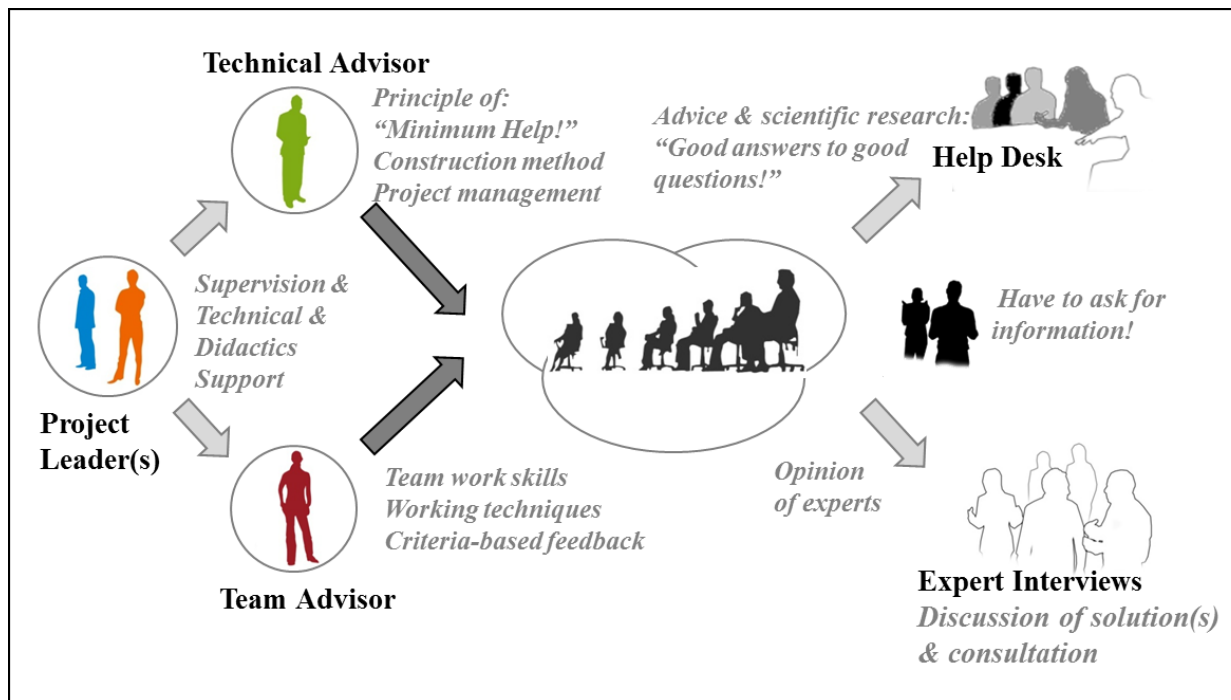 Technical Advisor
Principle of:
“Minimum Help!”
Construction method
Project management
Advice & scientific research:
“Good answers to good
questions!”
Help Desk
Supervision &
Technical &
Didactics
Support
Have to ask for
information!
Project
Leader(s)
Team work skills
Working techniques
Criteria-based feedback
Team Advisor
Opinion
of experts
Expert Interviews
Discussion of solution(s)
& consultation